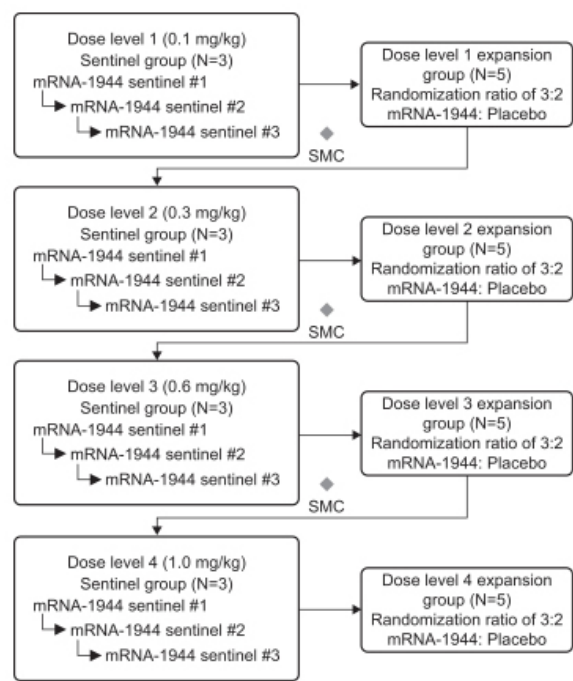 Dose level 1 (0.1 mg/kg)
Sentinel group (N=3)
mRNA-1944 sentinel #1
mRNA-1944 sentinel #2
mRNA-1944 sentinel #3
Dose level 1 expansion
group (N=5)
Randomization ratio of 3:2
mRNA-1944: Placebo
SMC
Dose level 2 (0.3 mg/kg)
Sentinel group (N=3)
mRNA-1944 sentinel #1
mRNA-1944 sentinel #2
mRNA-1944 sentinel #3
Dose level 2 expansion
group (N=5)
Randomization ratio of 3:2
mRNA-1944: Placebo
SMC
Dose level 3 (0.6 mg/kg)
Sentinel group (N=3)
mRNA-1944 sentinel #1
mRNA-1944 sentinel #2
mRNA-1944 sentinel #3
Dose level 3 expansion
group (N=5)
Randomization ratio of 3:2
mRNA-1944: Placebo
SMC
Dose level 4 (1.0 mg/kg)
Sentinel group (N=3)
mRNA-1944 sentinel #1
mRNA-1944 sentinel #2
mRNA-1944 sentinel #3
Dose level 4 expansion
group (N=5)
Randomization ratio of 3:2
mRNA-1944: Placebo